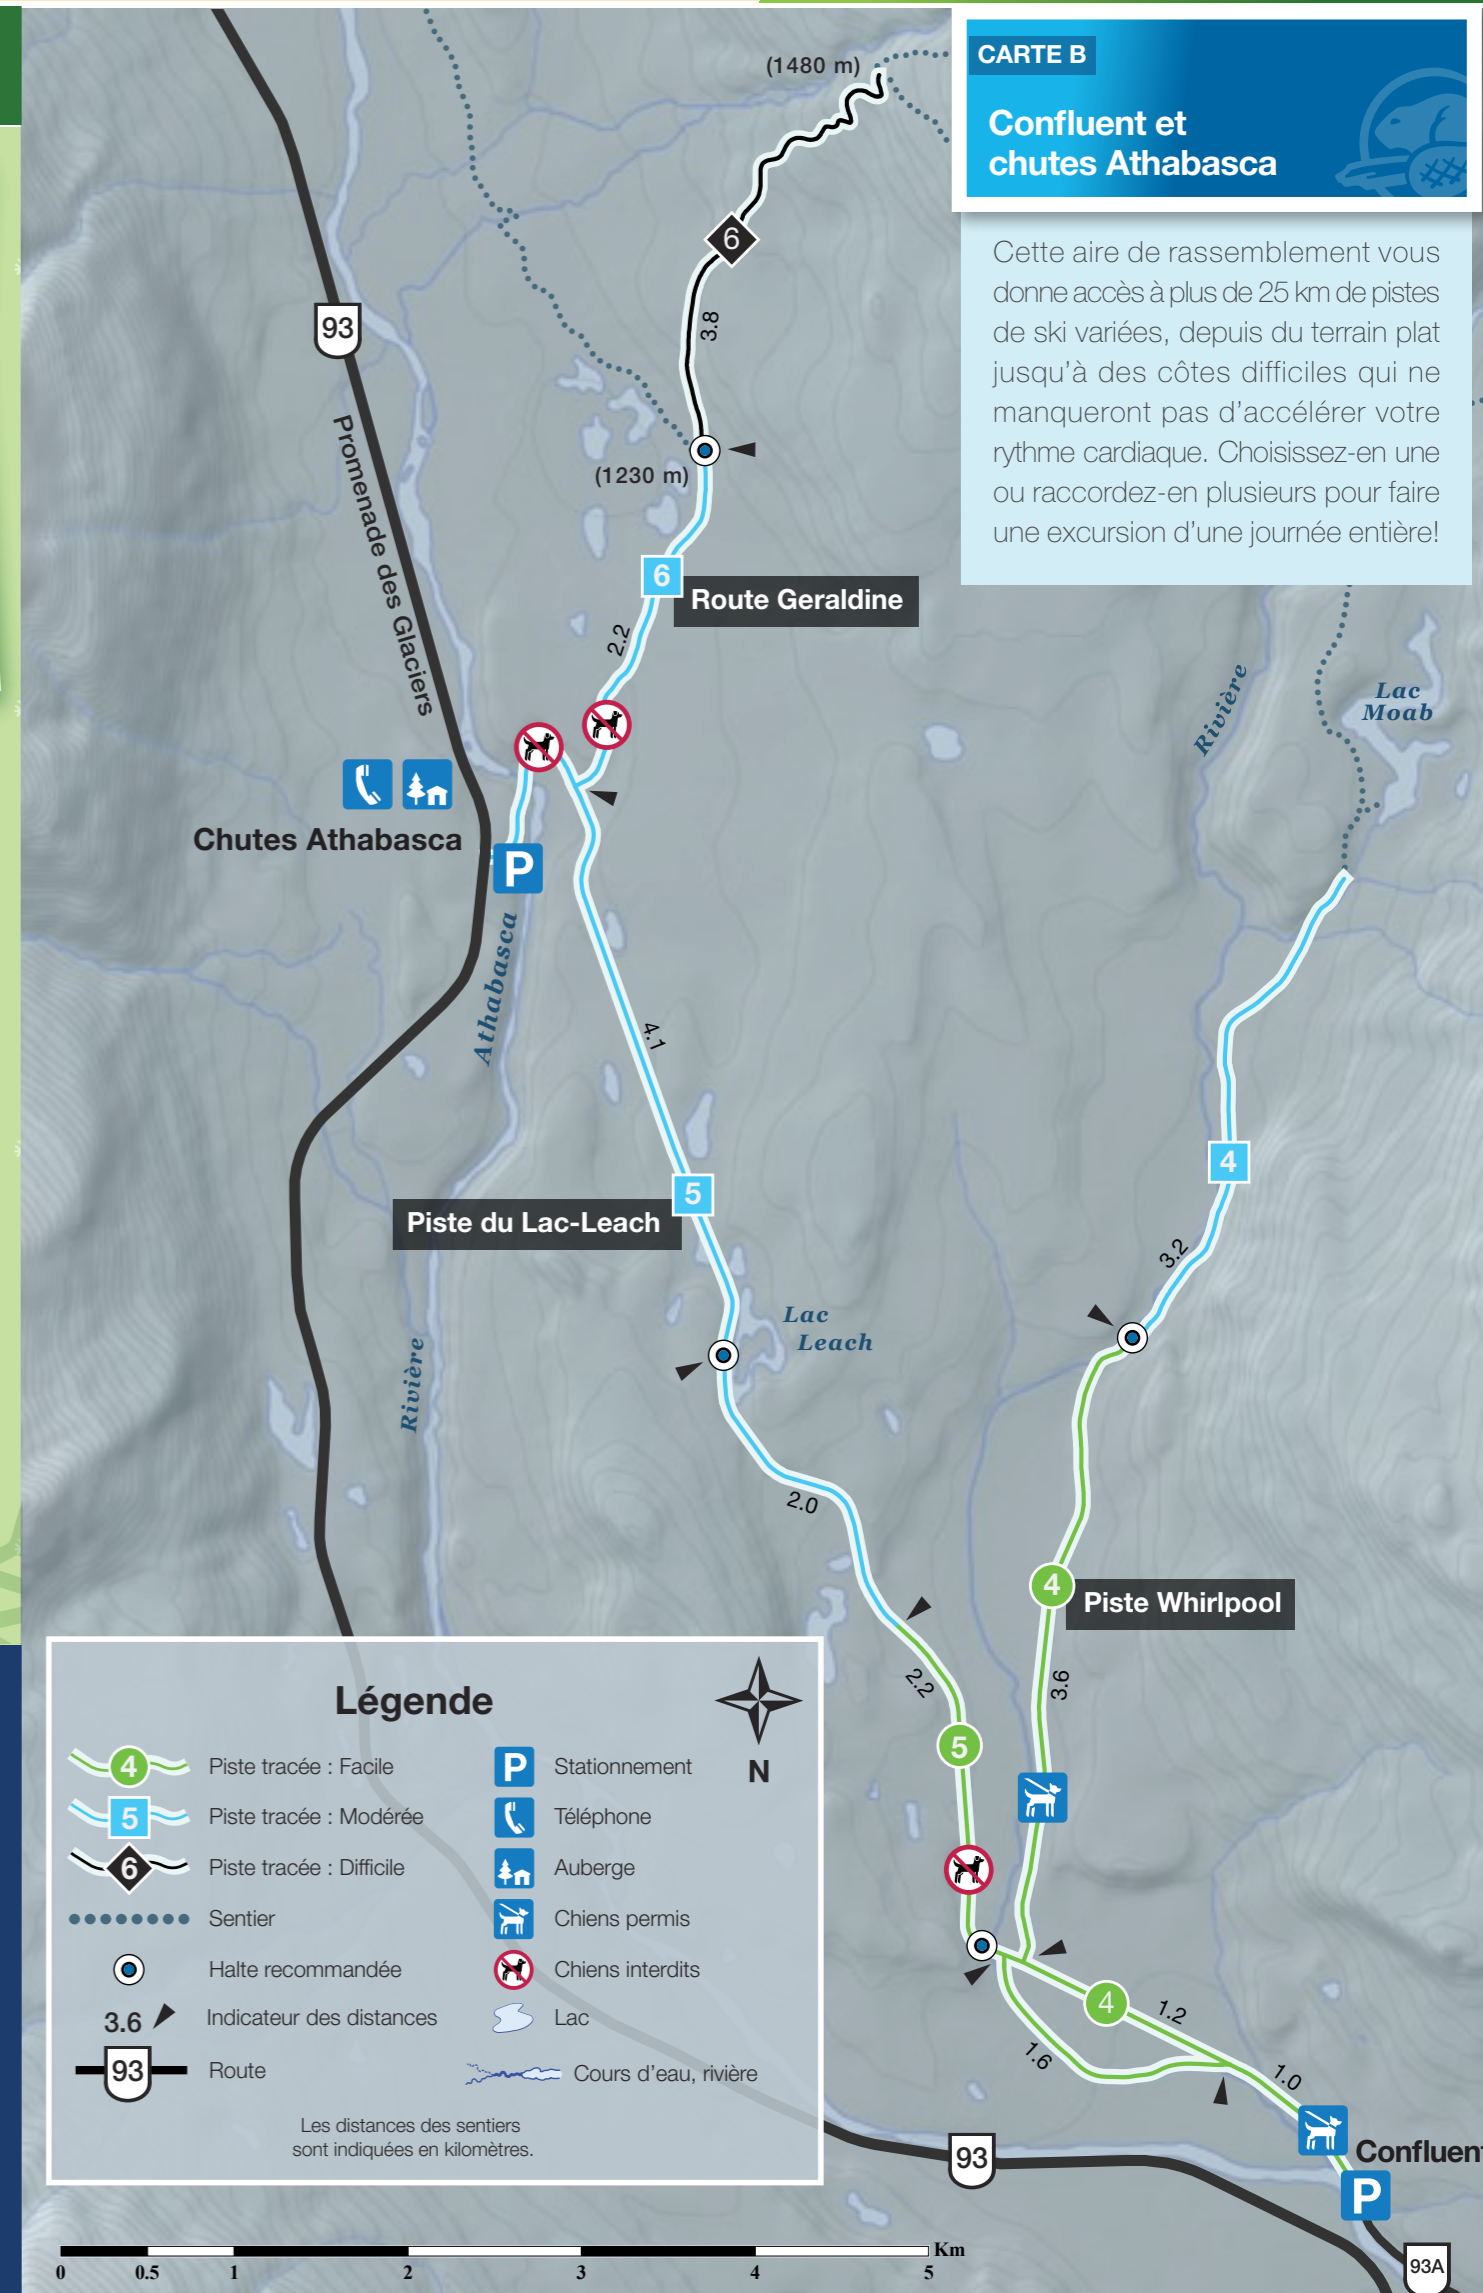 CARTE B
Confluent et
chutes Athabasca
Cette aire de rassemblement vous
donne accès à plus de 25 km de pistes
de ski variées, depuis du terrain plat
jusqu'à des côtes difficiles qui ne
manqueront pas d'accélérer votre
rythme cardiaque. Choisissez-en une
ou raccordez-en plusieurs pour faire
une excursion d'une journée entière!
(1480 m)
6
93
3.8
Promenade des Glaciers
(1230 m)
6
Route Geraldine
2.2
Rivière
Lac
Moab
Chutes Athabasca
P
Athabasca
4.1
4
5
Piste du Lac-Leach
3.2
Lac
Leach
Rivière
2.0
4
Piste Whirlpool
2.2
3.6
5
4
1.2
1.6
1.0
Confluent
P
93
93A
Légende
N
4 Piste tracée : Facile
5 Piste tracée : Modérée
6 Piste tracée : Difficile
Sentier
Halte recommandée
3.6 Indicateur des distances
93 Route
P Stationnement
Téléphone
Auberge
Chiens permis
Chiens interdits
Lac
Cours d'eau, rivière
Les distances des sentiers
sont indiquées en kilomètres.
Km
0 0.5 1 2 3 4 5